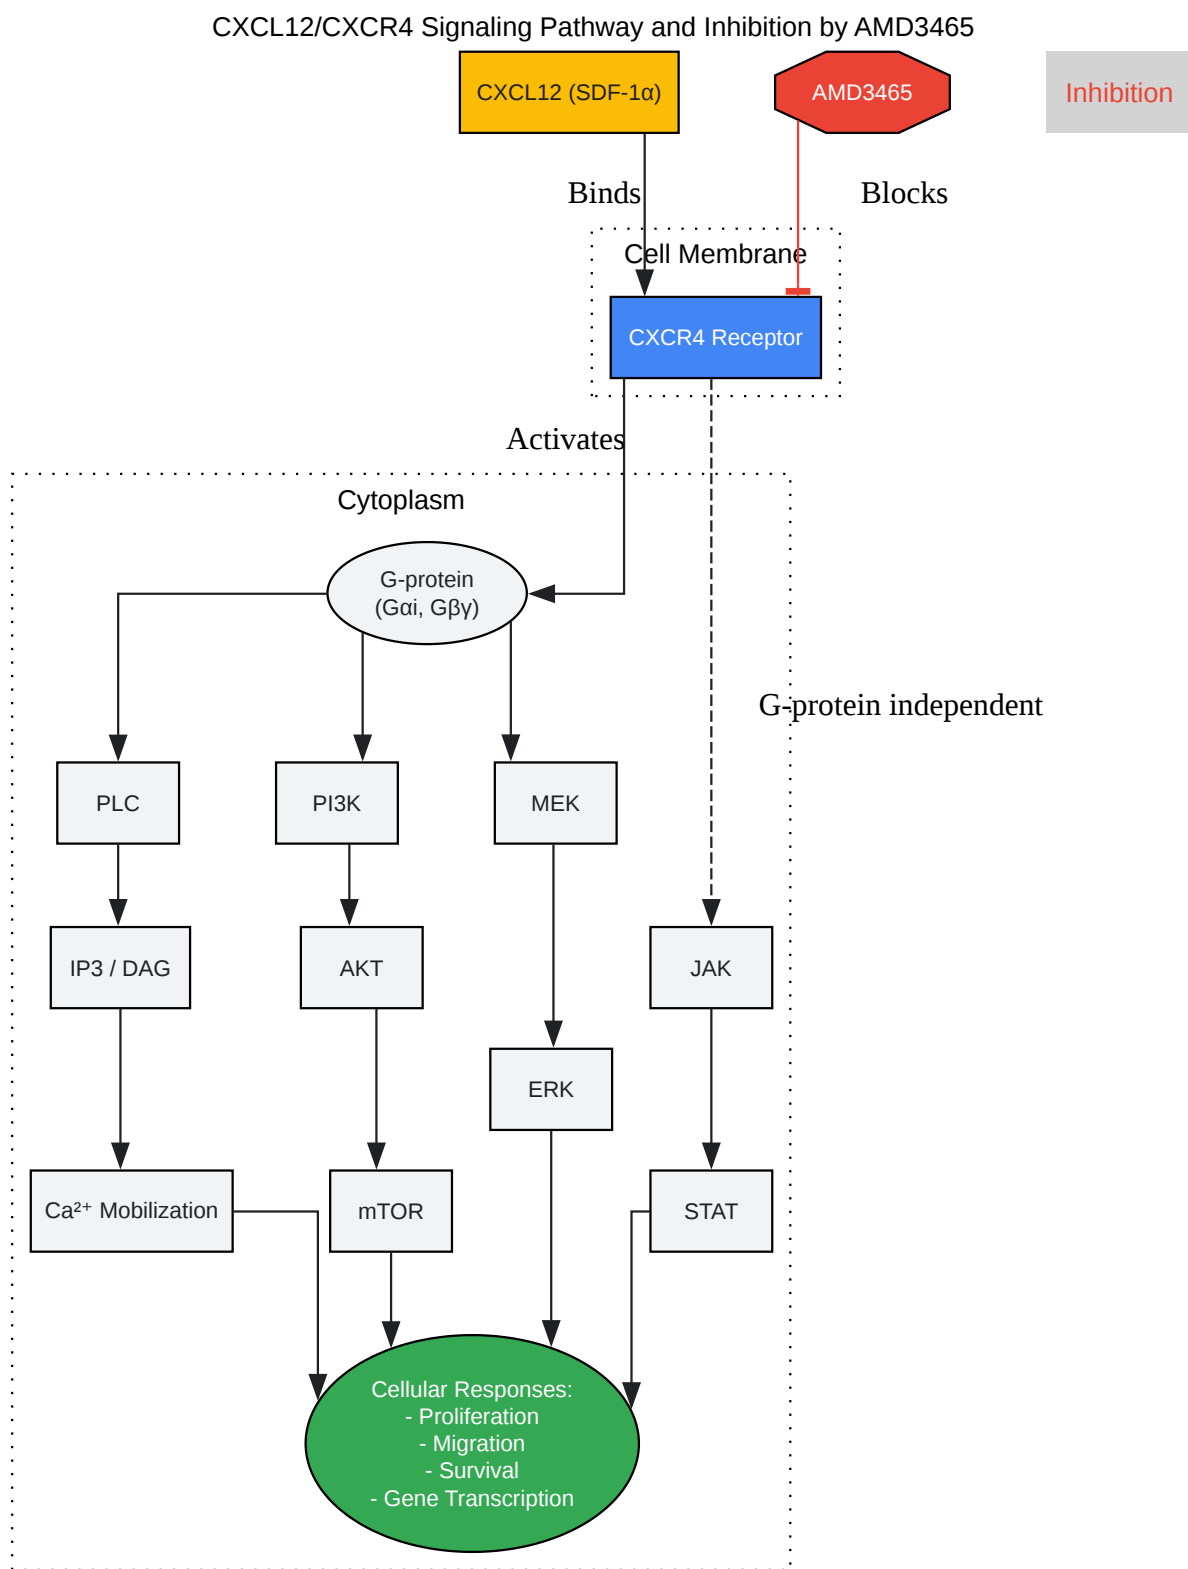 CXCL12/CXCR4 Signaling Pathway and Inhibition by AMD3465
CXCL12 (SDF-1α)
AMD3465
Inhibition
Binds
Blocks
Cell Membrane
CXCR4 Receptor
Activates
Cytoplasm
G-protein
(Gαi, Gβγ)
G-protein independent
PLC
PI3K
MEK
IP3 / DAG
AKT
JAK
ERK
Ca²⁺ Mobilization
mTOR
STAT
Cellular Responses:
- Proliferation
- Migration
- Survival
- Gene Transcription